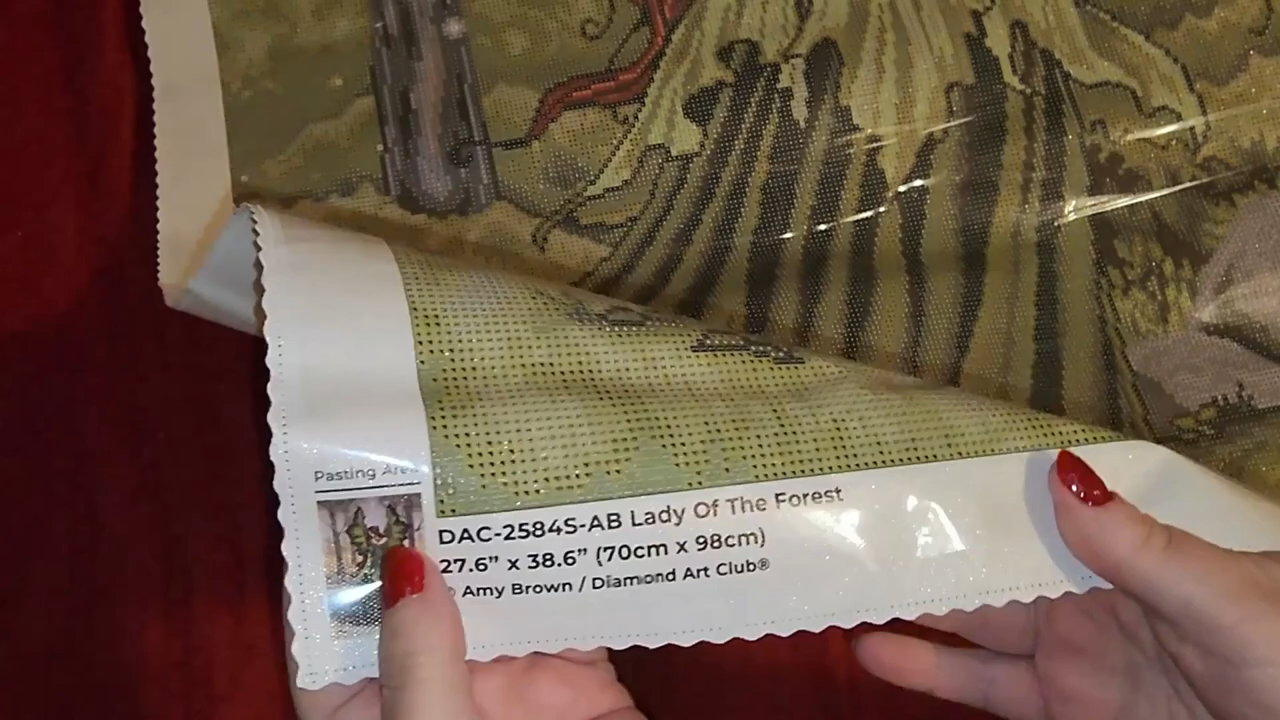 Pasting Area
DAC-2584S-AB Lady Of The Forest
27.6” x 38.6” (70cm x 98cm)
© Amy Brown / Diamond Art Club®